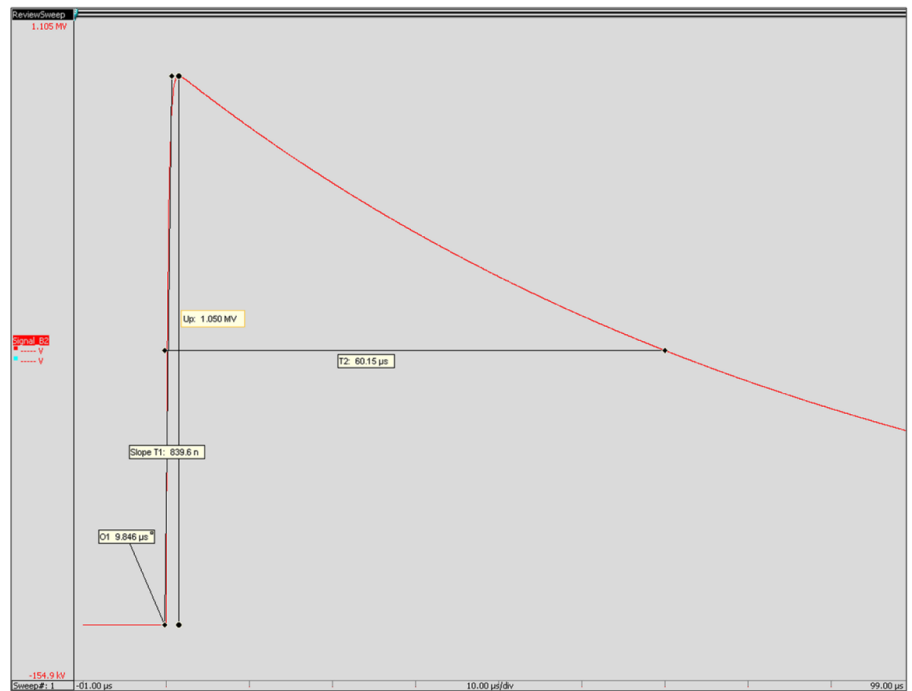 ReviewSweep
1.105 MV
Up: 1.050 MV
Signal_B2
----- V
----- V
T2: 60.15 µs
Slope T1: 839.6 n
O1 9.846 µs
-154.9 kV
Sweep#: 1 -01.00 µs 10.00 µs/div 99.00 µs